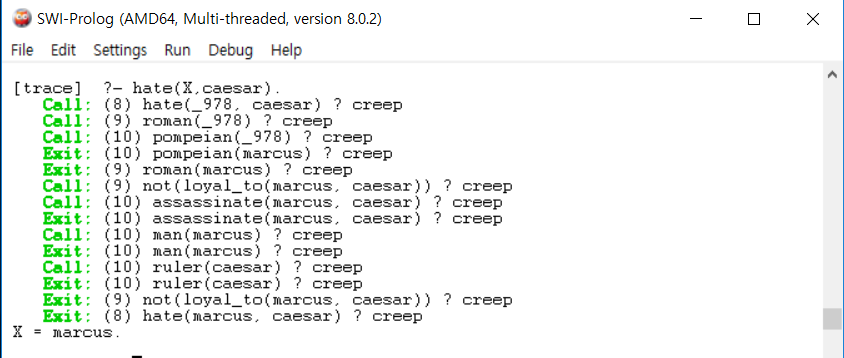 SWI-Prolog (AMD64, Multi-threaded, version 8.0.2)
File Edit Settings Run Debug Help
[trace]  ?- hate(X,caesar).
   Call: (8) hate(_978, caesar) ? creep
   Call: (9) roman(_978) ? creep
   Call: (10) pompeian(_978) ? creep
   Exit: (10) pompeian(marcus) ? creep
   Exit: (9) roman(marcus) ? creep
   Call: (9) not(loyal_to(marcus, caesar)) ? creep
   Call: (10) assassinate(marcus, caesar) ? creep
   Exit: (10) assassinate(marcus, caesar) ? creep
   Call: (10) man(marcus) ? creep
   Exit: (10) man(marcus) ? creep
   Call: (10) ruler(caesar) ? creep
   Exit: (10) ruler(caesar) ? creep
   Exit: (9) not(loyal_to(marcus, caesar)) ? creep
   Exit: (8) hate(marcus, caesar) ? creep
X = marcus.